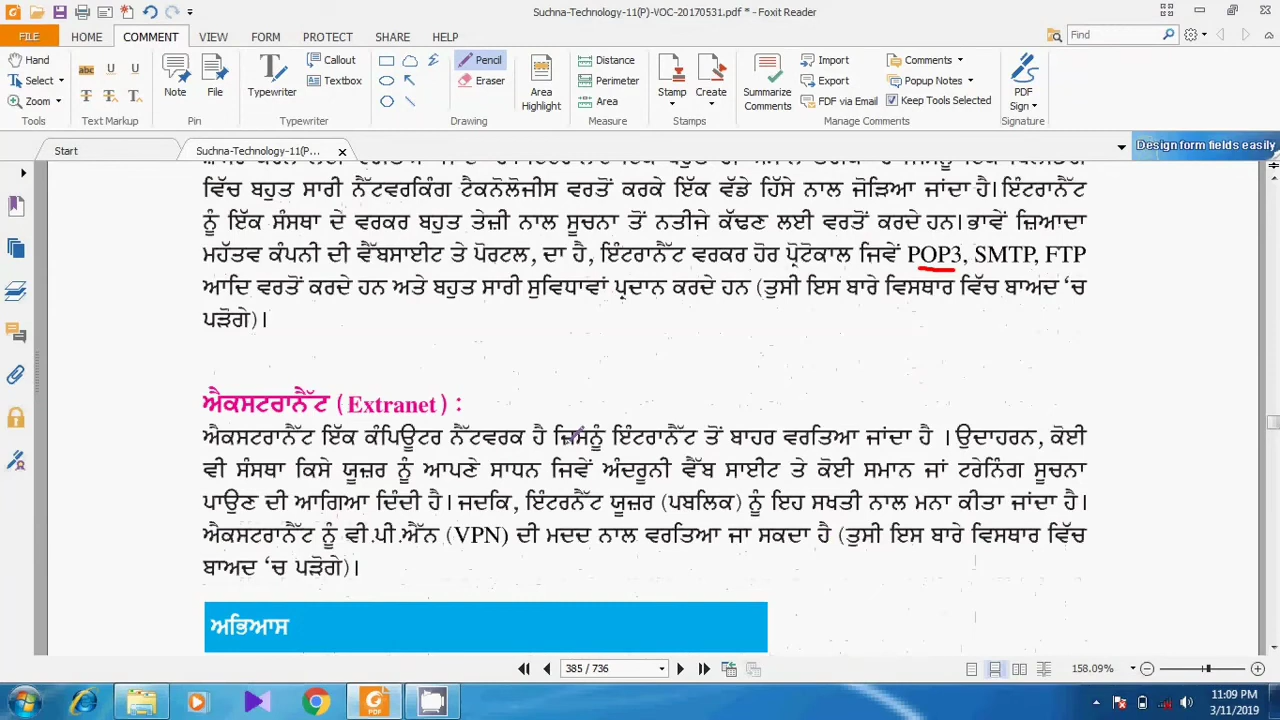 Suchna-Technology-11(P)-VOC-20170531.pdf * - Foxit Reader
FILE HOME COMMENT VIEW FORM PROTECT SHARE HELP Find
Hand Select Zoom Tools
abc U U T T T Text Markup
Note File Pin
Typewriter Callout Textbox Typewriter
Pencil Eraser Drawing
Area Highlight
Distance Perimeter Area Measure
Stamp Create Stamps
Summarize Comments Import Export FDF via Email Comments Popup Notes Keep Tools Selected Manage Comments
PDF Sign Signature
Start Suchna-Technology-11(P... Design form fields easily
ਵਿੱਚ ਬਹੁਤ ਸਾਰੀ ਨੈੱਟਵਰਕਿੰਗ ਟੈਕਨੋਲੋਜੀਸ ਵਰਤੋਂ ਕਰਕੇ ਇੱਕ ਵੱਡੇ ਹਿੱਸੇ ਨਾਲ ਜੋੜਿਆ ਜਾਂਦਾ ਹੈ। ਇੰਟਰਾਨੈੱਟ
ਨੂੰ ਇੱਕ ਸੰਸਥਾ ਦੇ ਵਰਕਰ ਬਹੁਤ ਤੇਜ਼ੀ ਨਾਲ ਸੂਚਨਾ ਤੋਂ ਨਤੀਜੇ ਕੱਢਣ ਲਈ ਵਰਤੋਂ ਕਰਦੇ ਹਨ। ਭਾਵੇਂ ਜ਼ਿਆਦਾ
ਮਹੱਤਵ ਕੰਪਨੀ ਦੀ ਵੈੱਬਸਾਈਟ ਤੇ ਪੋਰਟਲ, ਦਾ ਹੈ, ਇੰਟਰਾਨੈੱਟ ਵਰਕਰ ਹੋਰ ਪ੍ਰੋਟੋਕਾਲ ਜਿਵੇਂ POP3, SMTP, FTP
ਆਦਿ ਵਰਤੋਂ ਕਰਦੇ ਹਨ ਅਤੇ ਬਹੁਤ ਸਾਰੀ ਸੁਵਿਧਾਵਾਂ ਪ੍ਰਦਾਨ ਕਰਦੇ ਹਨ (ਤੁਸੀ ਇਸ ਬਾਰੇ ਵਿਸਥਾਰ ਵਿੱਚ ਬਾਅਦ ‘ਚ
ਪੜੋਗੇ)।
ਐਕਸਟਰਾਨੈੱਟ (Extranet) :
ਐਕਸਟਰਾਨੈੱਟ ਇੱਕ ਕੰਪਿਊਟਰ ਨੈੱਟਵਰਕ ਹੈ ਜਿਸਨੂੰ ਇੰਟਰਾਨੈੱਟ ਤੋਂ ਬਾਹਰ ਵਰਤਿਆ ਜਾਂਦਾ ਹੈ । ਉਦਾਹਰਨ, ਕੋਈ
ਵੀ ਸੰਸਥਾ ਕਿਸੇ ਯੂਜ਼ਰ ਨੂੰ ਆਪਣੇ ਸਾਧਨ ਜਿਵੇਂ ਅੰਦਰੂਨੀ ਵੈੱਬ ਸਾਈਟ ਤੇ ਕੋਈ ਸਮਾਨ ਜਾਂ ਟਰੇਨਿੰਗ ਸੂਚਨਾ
ਪਾਉਣ ਦੀ ਆਗਿਆ ਦਿੰਦੀ ਹੈ। ਜਦਕਿ, ਇੰਟਰਨੈੱਟ ਯੂਜ਼ਰ (ਪਬਲਿਕ) ਨੂੰ ਇਹ ਸਖਤੀ ਨਾਲ ਮਨਾ ਕੀਤਾ ਜਾਂਦਾ ਹੈ।
ਐਕਸਟਰਾਨੈੱਟ ਨੂੰ ਵੀ.ਪੀ.ਐੱਨ (VPN) ਦੀ ਮਦਦ ਨਾਲ ਵਰਤਿਆ ਜਾ ਸਕਦਾ ਹੈ (ਤੁਸੀ ਇਸ ਬਾਰੇ ਵਿਸਥਾਰ ਵਿੱਚ
ਬਾਅਦ ‘ਚ ਪੜੋਗੇ)।
ਅਭਿਆਸ
385 / 736 158.09%
11:09 PM
3/11/2019